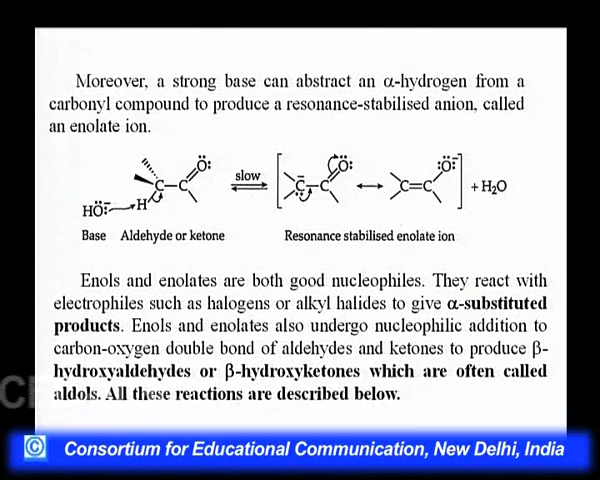 Moreover, a strong base can abstract an α-hydrogen from a
carbonyl compound to produce a resonance-stabilised anion, called
an enolate ion.
slow
HÖ:⁻ H C–C Ö: C–C Ö: C=C :Ö:⁻ + H₂O
Base Aldehyde or ketone Resonance stabilised enolate ion
Enols and enolates are both good nucleophiles. They react with
electrophiles such as halogens or alkyl halides to give α-substituted
products. Enols and enolates also undergo nucleophilic addition to
carbon-oxygen double bond of aldehydes and ketones to produce β-
hydroxyaldehydes or β-hydroxyketones which are often called
aldols. All these reactions are described below.
© Consortium for Educational Communication, New Delhi, India